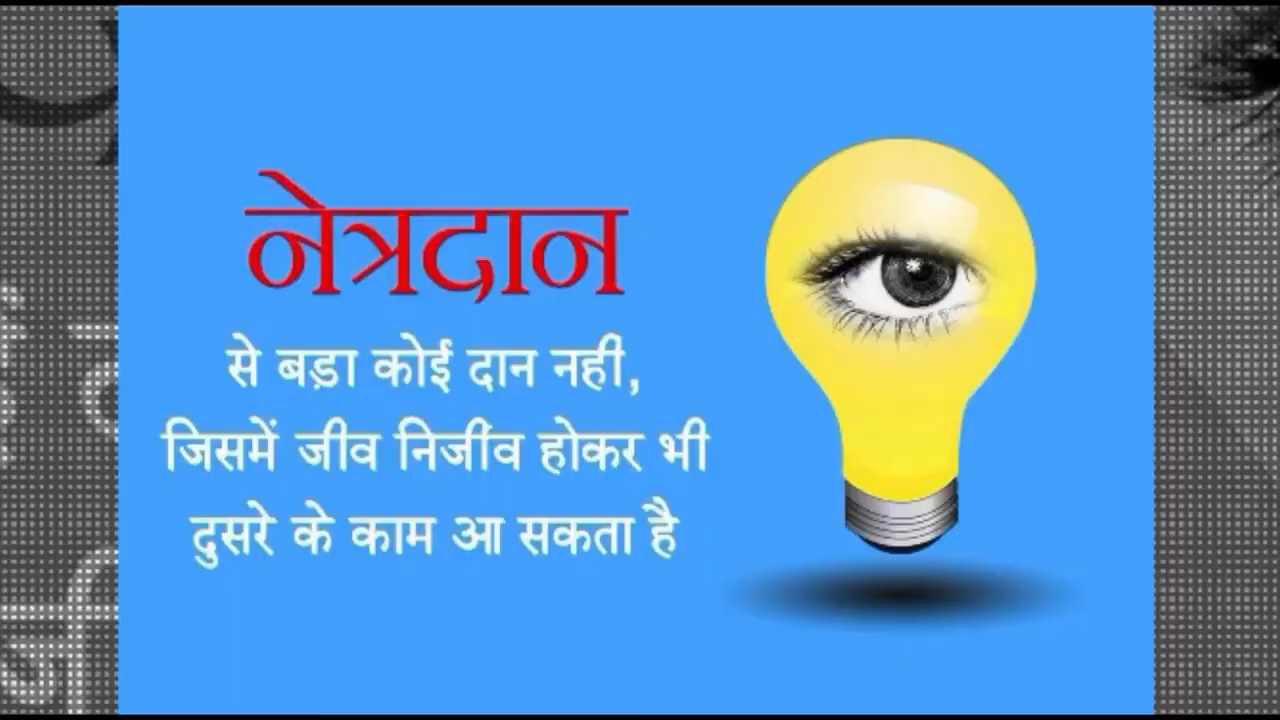 नेत्रदान
से बड़ा कोई दान नही,
जिसमें जीव निर्जीव होकर भी
दुसरे के काम आ सकता है